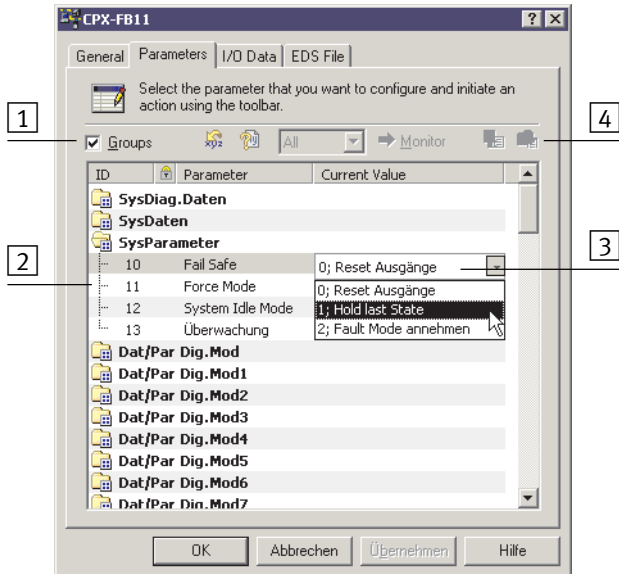 CPX-FB11
General Parameters I/O Data EDS File
Select the parameter that you want to configure and initiate an
action using the toolbar.
1
4
Groups xyz All Monitor
ID Parameter Current Value
SysDiag.Daten
SysDaten
SysParameter
2
3
10 Fail Safe 0; Reset Ausgänge
11 Force Mode 0; Reset Ausgänge
12 System Idle Mode 1; Hold last State
13 Überwachung 2; Fault Mode annehmen
Dat/Par Dig.Mod
Dat/Par Dig.Mod1
Dat/Par Dig.Mod2
Dat/Par Dig.Mod3
Dat/Par Dig.Mod4
Dat/Par Dig.Mod5
Dat/Par Dig.Mod6
Dat/Par Dig.Mod7
OK Abbrechen Übernehmen Hilfe